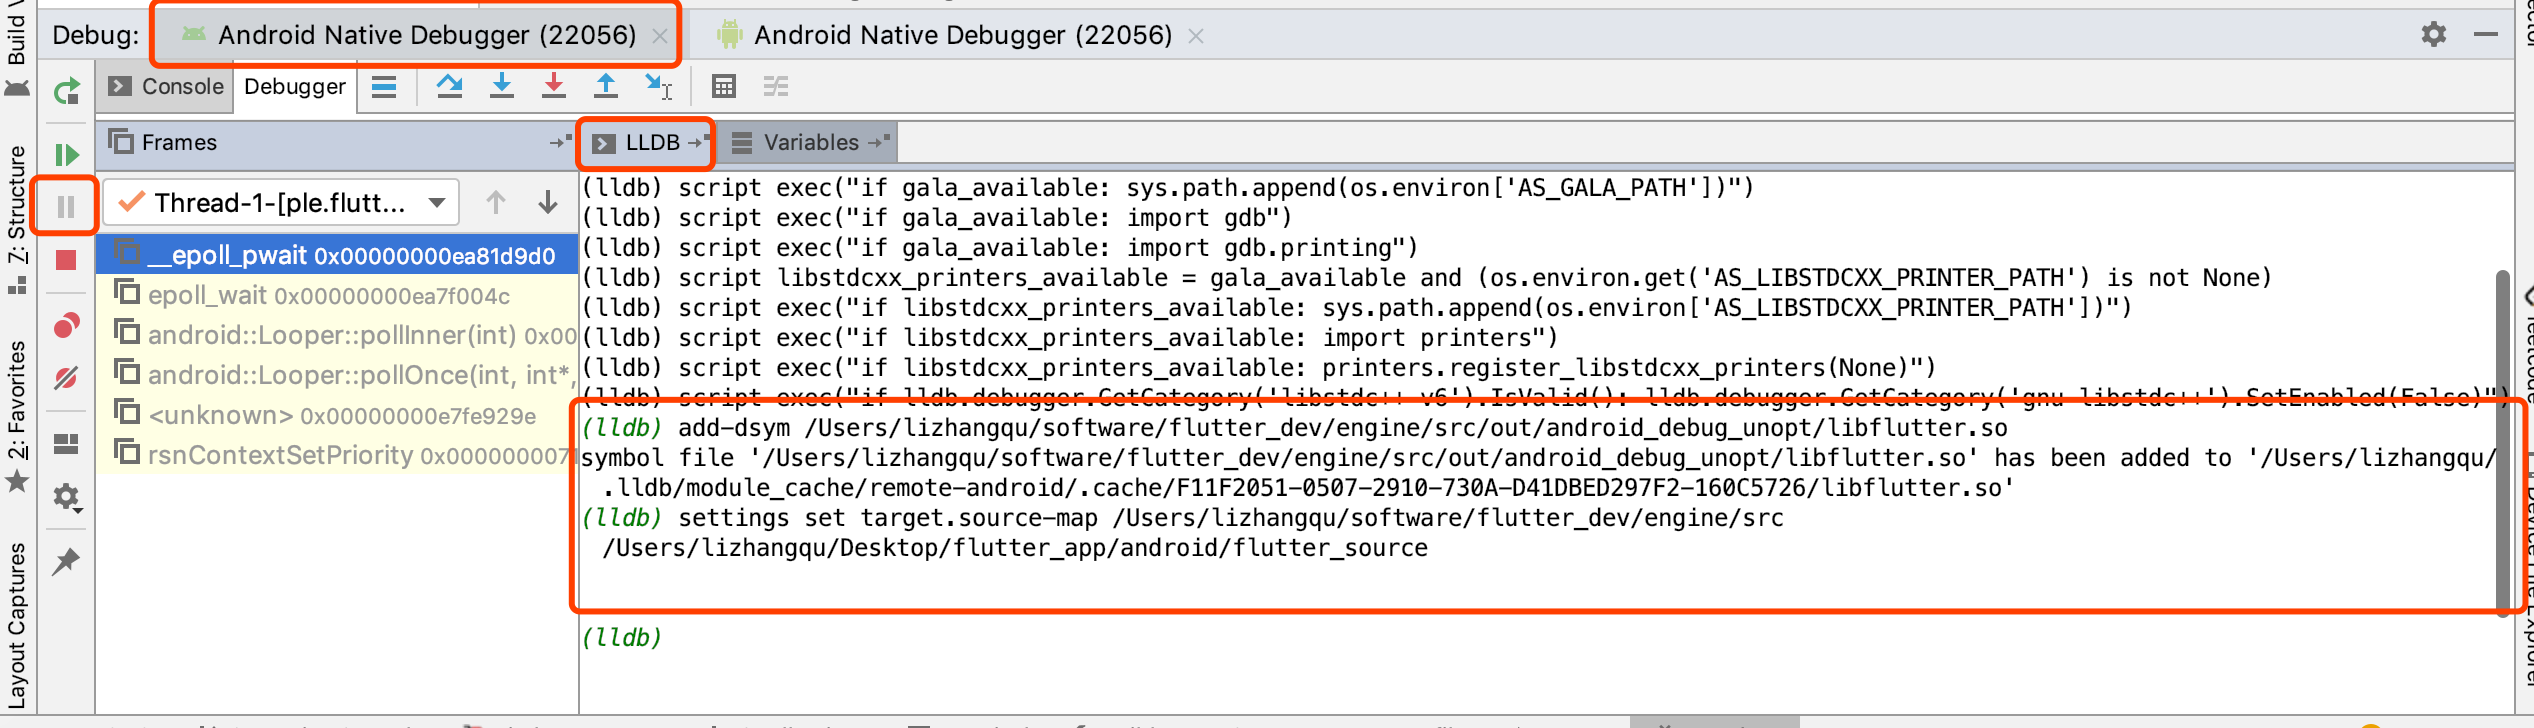 Debug: Android Native Debugger (22056) Android Native Debugger (22056)
Console Debugger
Frames
LLDB
Variables
Thread-1-[ple.flutt...
__epoll_pwait 0x00000000ea81d9d0
epoll_wait 0x00000000ea7f004c
android::Looper::pollInner(int) 0x00
android::Looper::pollOnce(int, int*,
<unknown> 0x00000000e7fe929e
rsnContextSetPriority
(lldb) script exec("if gala_available: sys.path.append(os.environ['AS_GALA_PATH'])")
(lldb) script exec("if gala_available: import gdb")
(lldb) script exec("if gala_available: import gdb.printing")
(lldb) script libstdcxx_printers_available = gala_available and (os.environ.get('AS_LIBSTDCXX_PRINTER_PATH') is not None)
(lldb) script exec("if libstdcxx_printers_available: sys.path.append(os.environ['AS_LIBSTDCXX_PRINTER_PATH'])")
(lldb) script exec("if libstdcxx_printers_available: import printers")
(lldb) script exec("if libstdcxx_printers_available: printers.register_libstdcxx_printers(None)")
(lldb) script exec("if lldb.debugger.GetCategory('libstdc++-v6').IsValid(): lldb.debugger.GetCategory('gnu-libstdc++').SetEnabled(False)")
(lldb) add-dsym /Users/lizhangqu/software/flutter_dev/engine/src/out/android_debug_unopt/libflutter.so
symbol file '/Users/lizhangqu/software/flutter_dev/engine/src/out/android_debug_unopt/libflutter.so' has been added to '/Users/lizhangqu/
.lldb/module_cache/remote-android/.cache/F11F2051-0507-2910-730A-D41DBED297F2-160C5726/libflutter.so'
(lldb) settings set target.source-map /Users/lizhangqu/software/flutter_dev/engine/src
/Users/lizhangqu/Desktop/flutter_app/android/flutter_source
(lldb)
Build
7: Structure
2: Favorites
Layout Captures